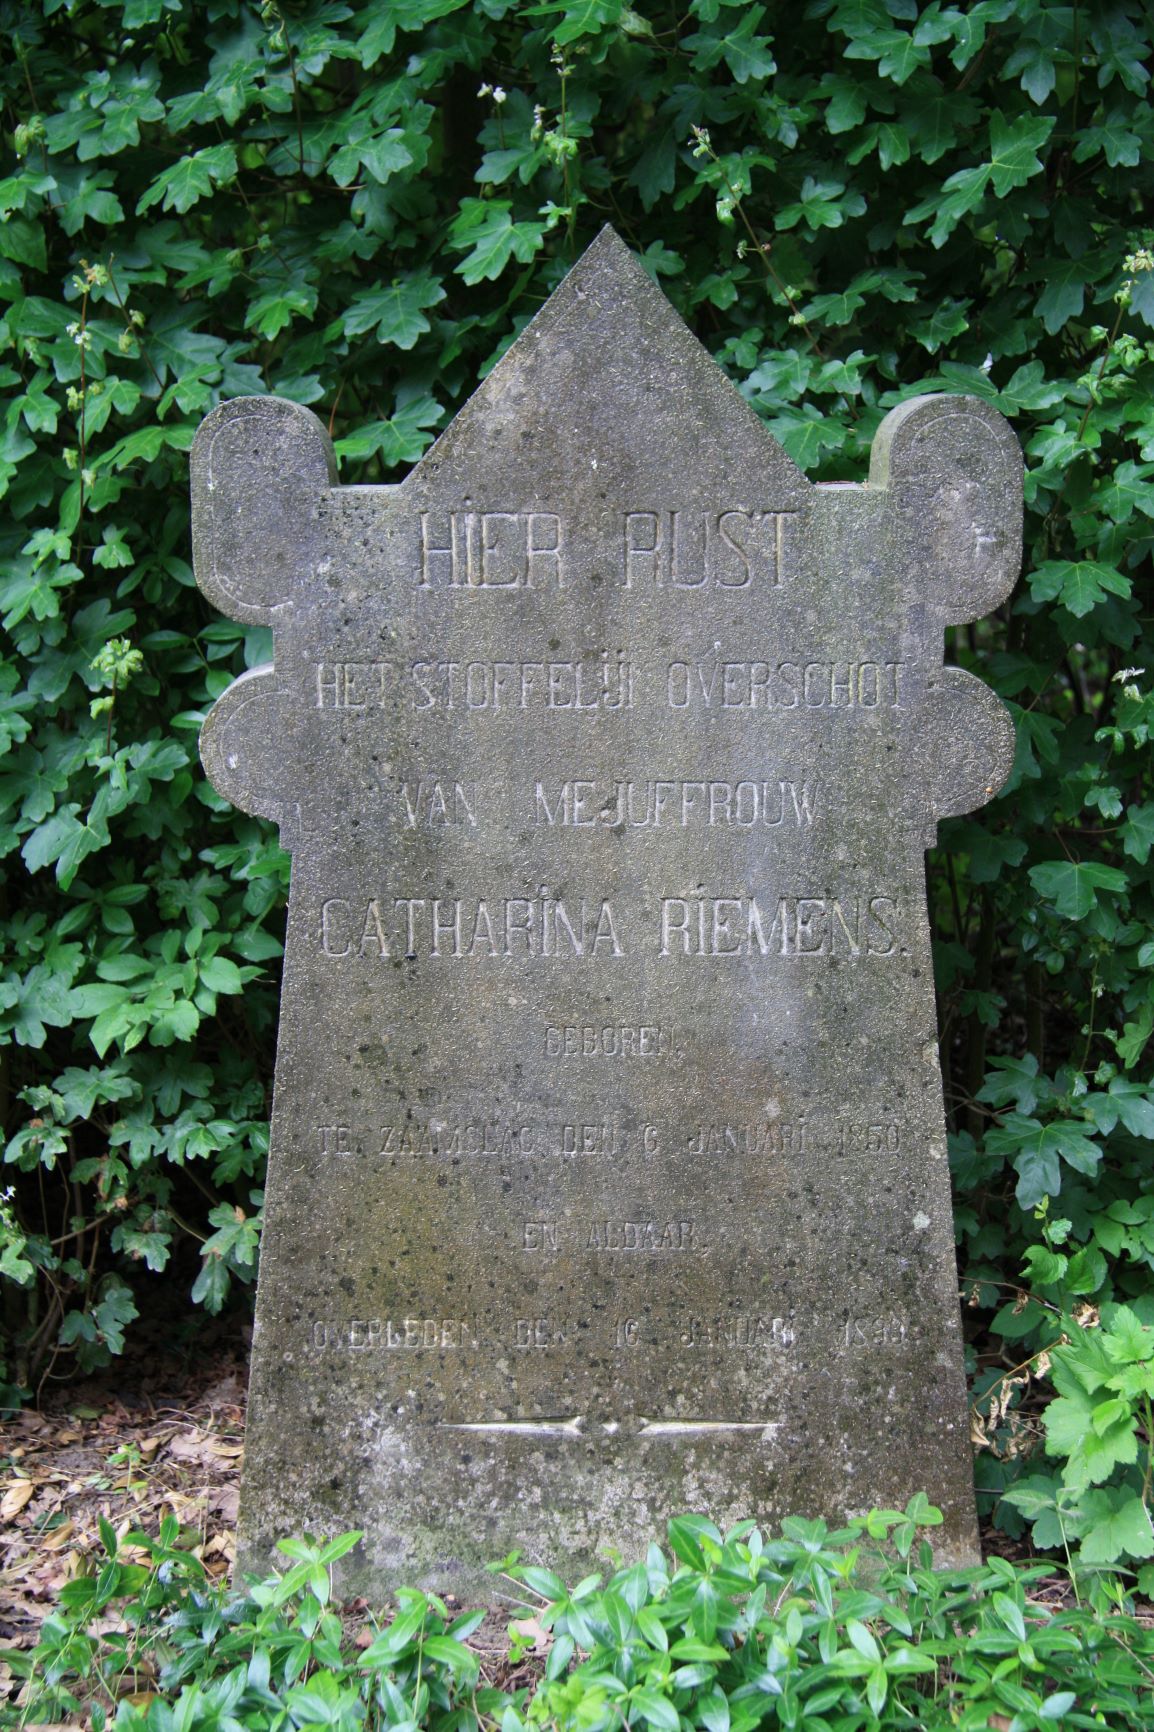 HIER RUST
HET STOFFELIJK OVERSCHOT
VAN MEJUFFROUW
CATHARINA RIEMENS.
GEBOREN,
TE ZAAMSLAG DEN 6 JANUARI 1850
EN ALDAAR,
OVERLEDEN DEN 16 JANUARI